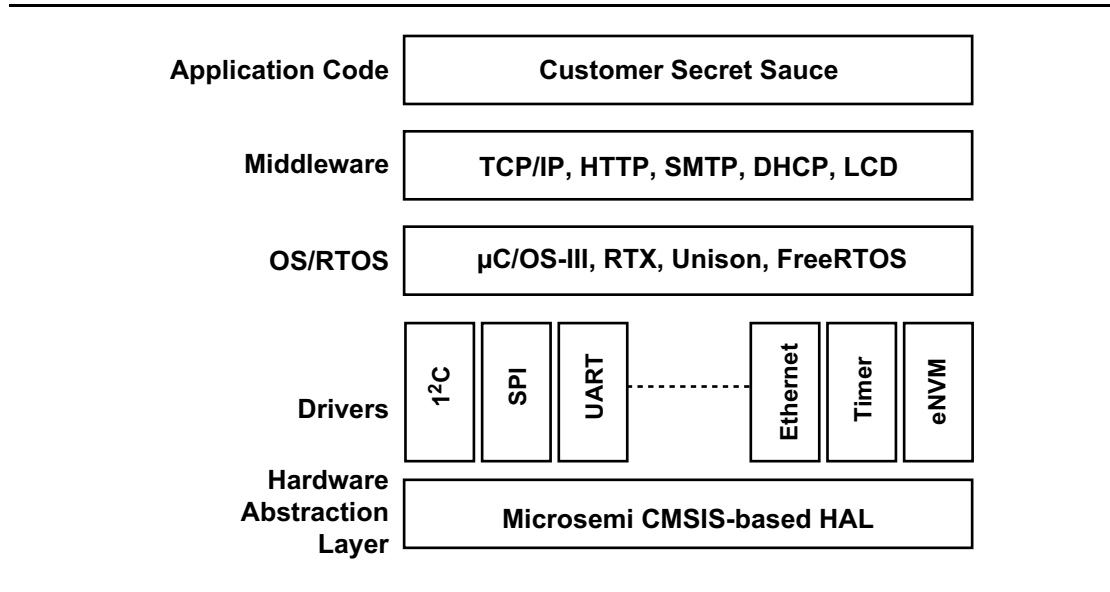 Application Code
Customer Secret Sauce
Middleware
TCP/IP, HTTP, SMTP, DHCP, LCD
OS/RTOS
µC/OS-III, RTX, Unison, FreeRTOS
Drivers
1²C
SPI
UART
Ethernet
Timer
eNVM
Hardware
Abstraction
Layer
Microsemi CMSIS-based HAL